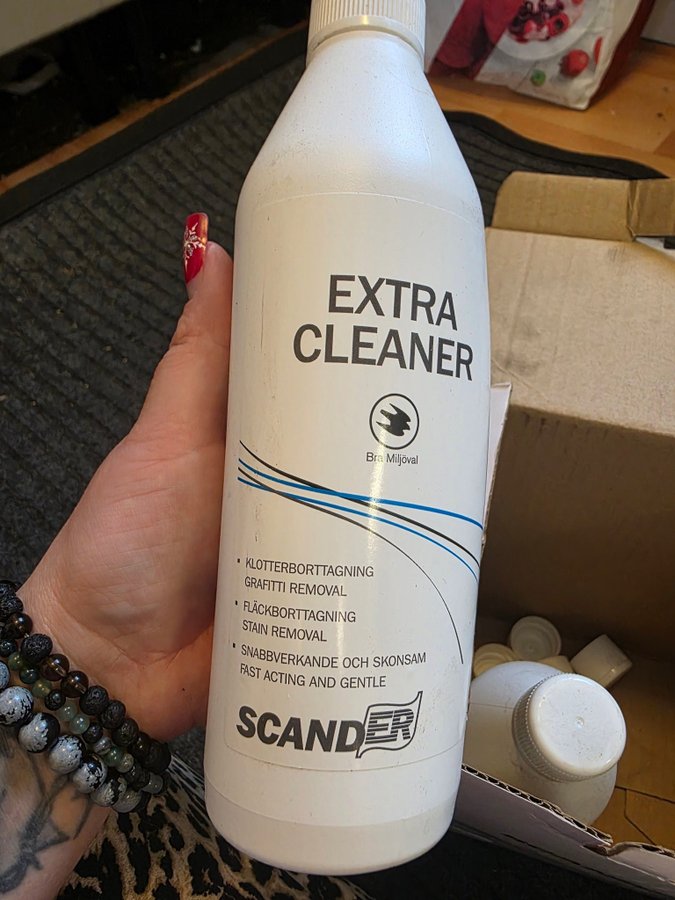 EXTRA
CLEANER
Bra Miljöval
▪ KLOTTERBORTTAGNING
GRAFITTI REMOVAL
▪ FLÄCKBORTTAGNING
STAIN REMOVAL
▪ SNABBVERKANDE OCH SKONSAM
FAST ACTING AND GENTLE
SCANDER